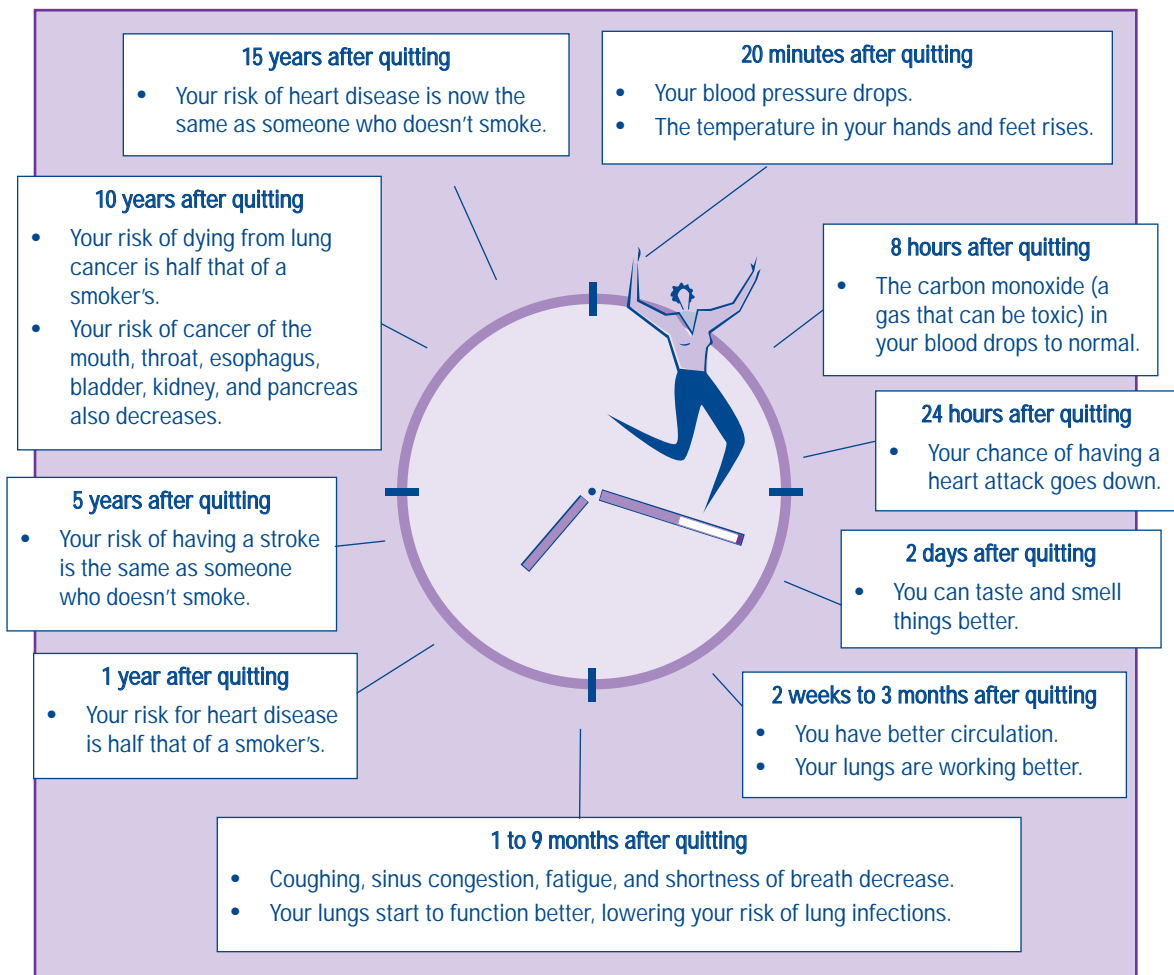 20 minutes after quitting
• Your blood pressure drops.
• The temperature in your hands and feet rises.
8 hours after quitting
• The carbon monoxide (a
gas that can be toxic) in
your blood drops to normal.
24 hours after quitting
• Your chance of having a
heart attack goes down.
2 days after quitting
• You can taste and smell
things better.
2 weeks to 3 months after quitting
• You have better circulation.
• Your lungs are working better.
1 to 9 months after quitting
• Coughing, sinus congestion, fatigue, and shortness of breath decrease.
• Your lungs start to function better, lowering your risk of lung infections.
1 year after quitting
• Your risk for heart disease
is half that of a smoker's.
5 years after quitting
• Your risk of having a stroke
is the same as someone
who doesn't smoke.
10 years after quitting
• Your risk of dying from lung
cancer is half that of a
smoker's.
• Your risk of cancer of the
mouth, throat, esophagus,
bladder, kidney, and pancreas
also decreases.
15 years after quitting
• Your risk of heart disease is now the
same as someone who doesn't smoke.